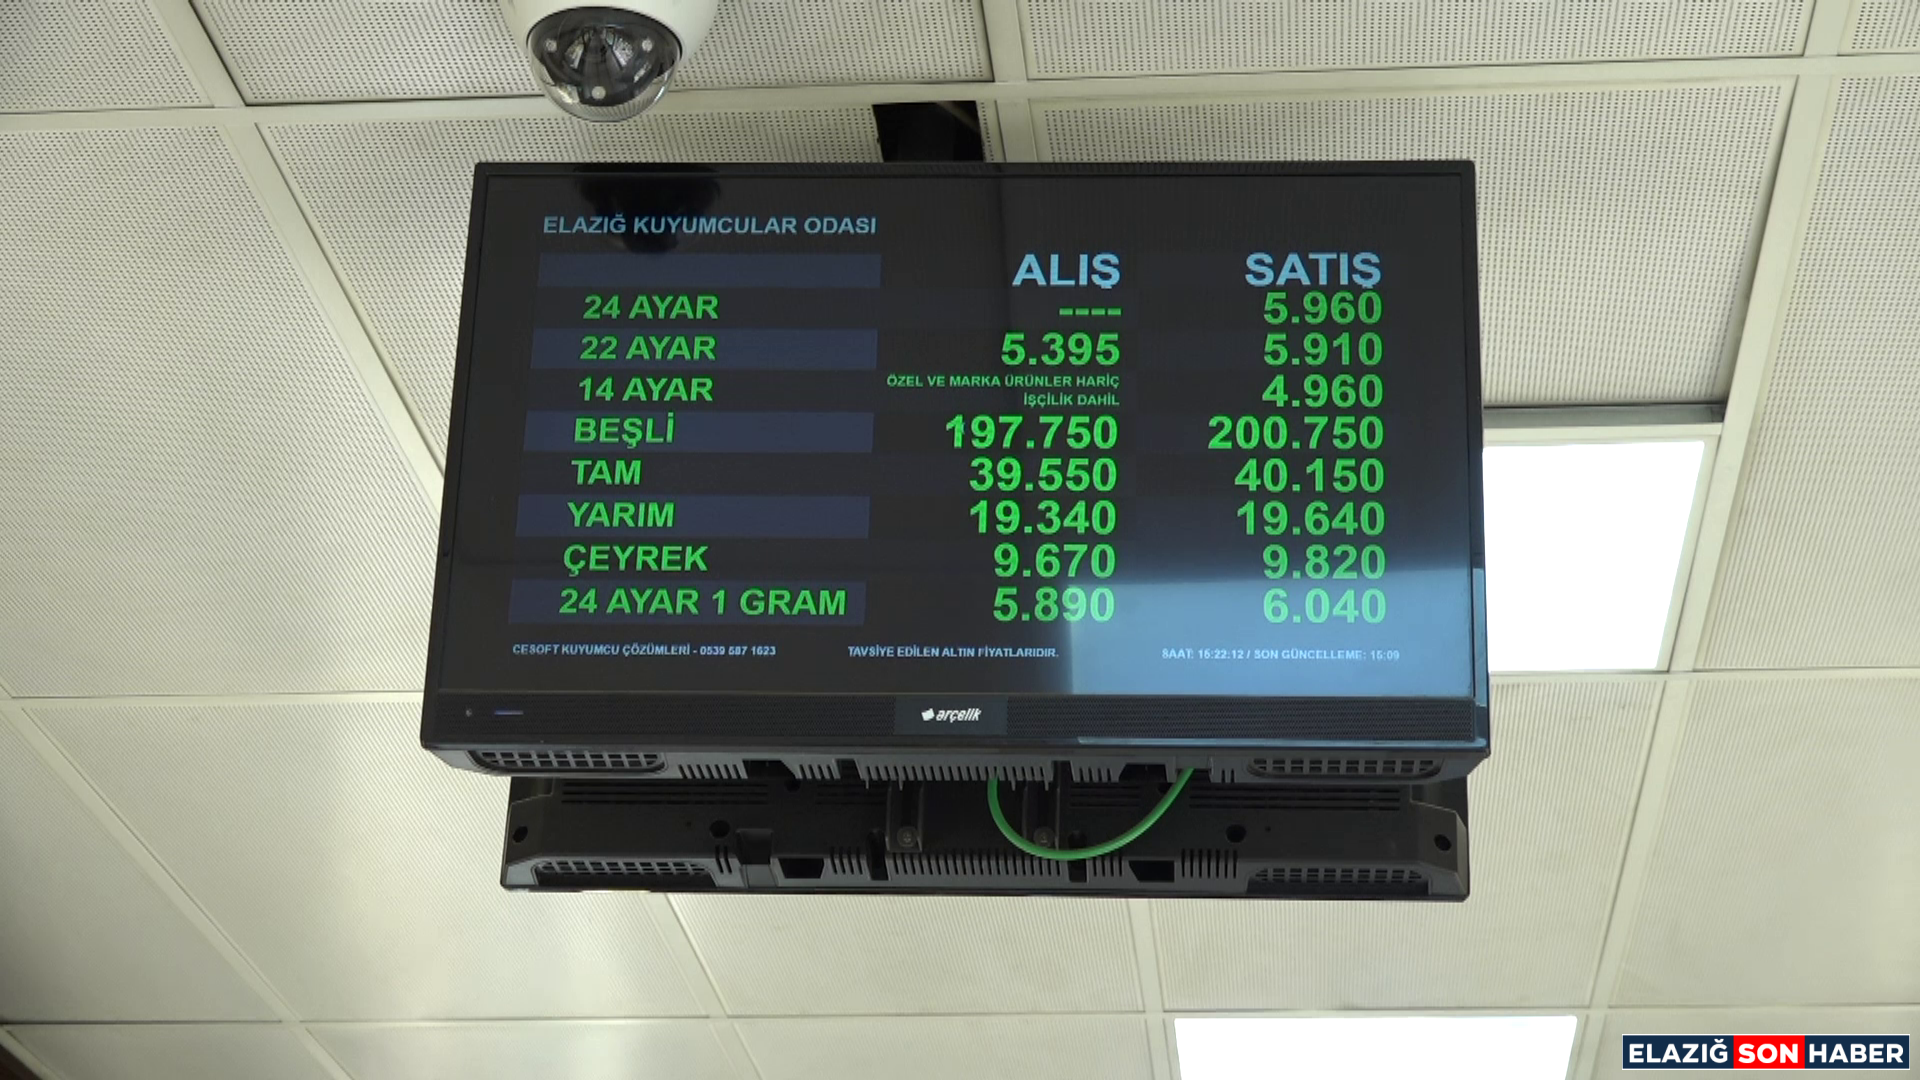 ELAZIĞ KUYUMCULAR ODASI
ALIŞ SATIŞ
24 AYAR ---- 5.960
22 AYAR 5.395 5.910
14 AYAR ÖZEL VE MARKA ÜRÜNLER HARİÇ İŞÇİLİK DAHİL 4.960
BEŞLİ 197.750 200.750
TAM 39.550 40.150
YARIM 19.340 19.640
ÇEYREK 9.670 9.820
24 AYAR 1 GRAM 5.890 6.040
CESOFT KUYUMCU ÇÖZÜMLERİ - 0539 587 1623 TAVSİYE EDİLEN ALTIN FİYATLARIDIR. SAAT: 15:22:12 / SON GÜNCELLEME: 15:09
arçelik
ELAZIĞ SON HABER